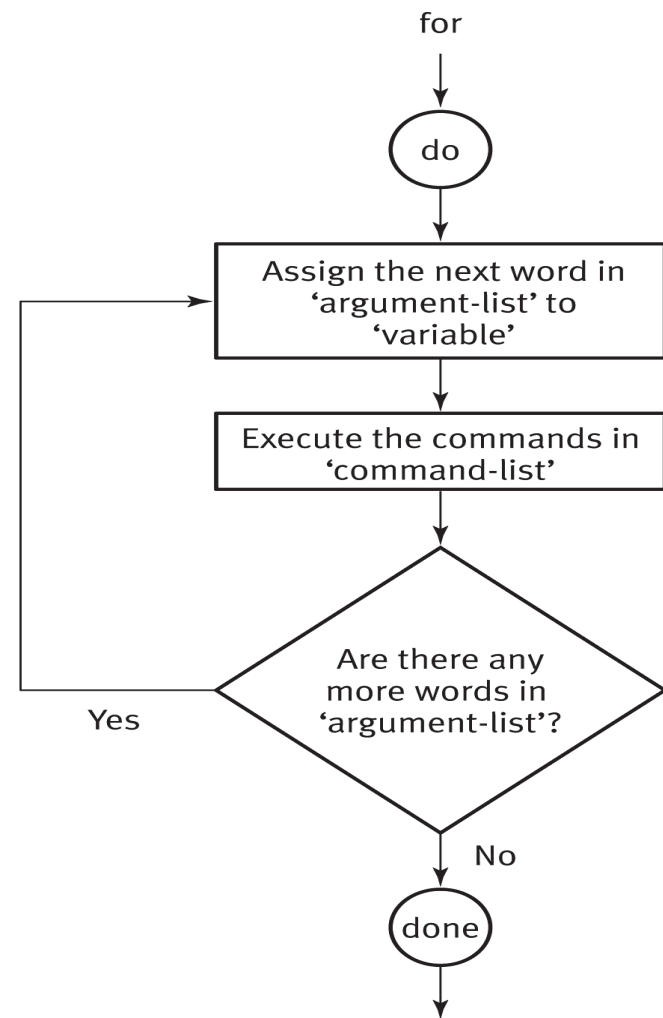 for
do
Assign the next word in
‘argument-list’ to
‘variable’
Execute the commands in
‘command-list’
Are there any
more words in
‘argument-list’?
Yes
No
done